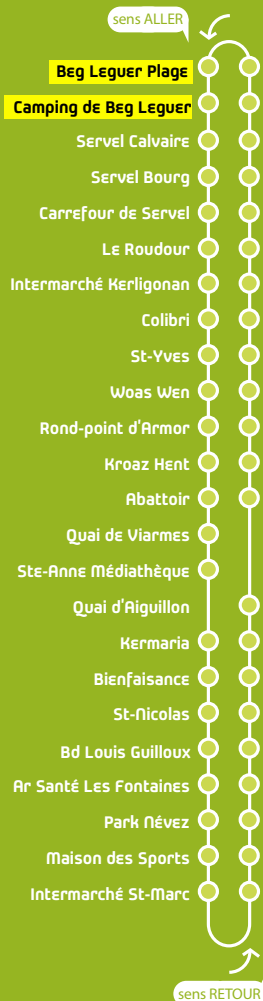 sens ALLER
Beg Leguer Plage
Camping de Beg Leguer
Servel Calvaire
Servel Bourg
Carrefour de Servel
Le Roudour
Intermarché Kerligonan
Colibri
St-Yves
Woas Wen
Rond-point d'Armor
Kroaz Hent
Abattoir
Quai de Viarmes
Ste-Anne Médiathèque
Quai d'Aiguillon
Kermaria
Bienfaisance
St-Nicolas
Bd Louis Guilloux
Ar Santé Les Fontaines
Park Névez
Maison des Sports
Intermarché St-Marc
sens RETOUR